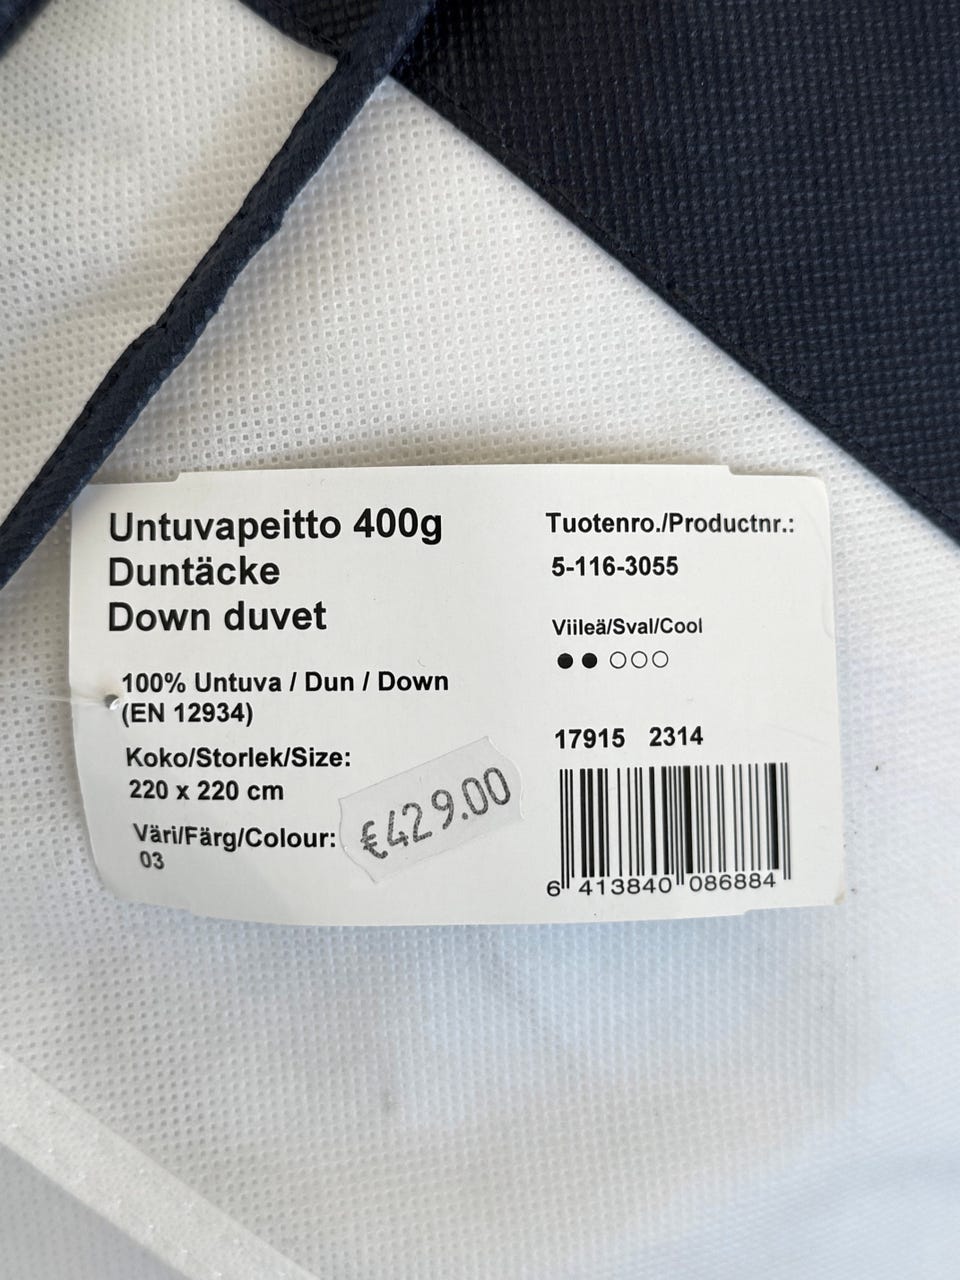 Untuvapeitto 400g
Duntäcke
Down duvet
100% Untuva / Dun / Down
(EN 12934)
Koko/Storlek/Size:
220 x 220 cm
Väri/Färg/Colour:
03
€429.00
Tuotenro./Productnr.:
5-116-3055
Viileä/Sval/Cool
17915 2314
6 413840 086884